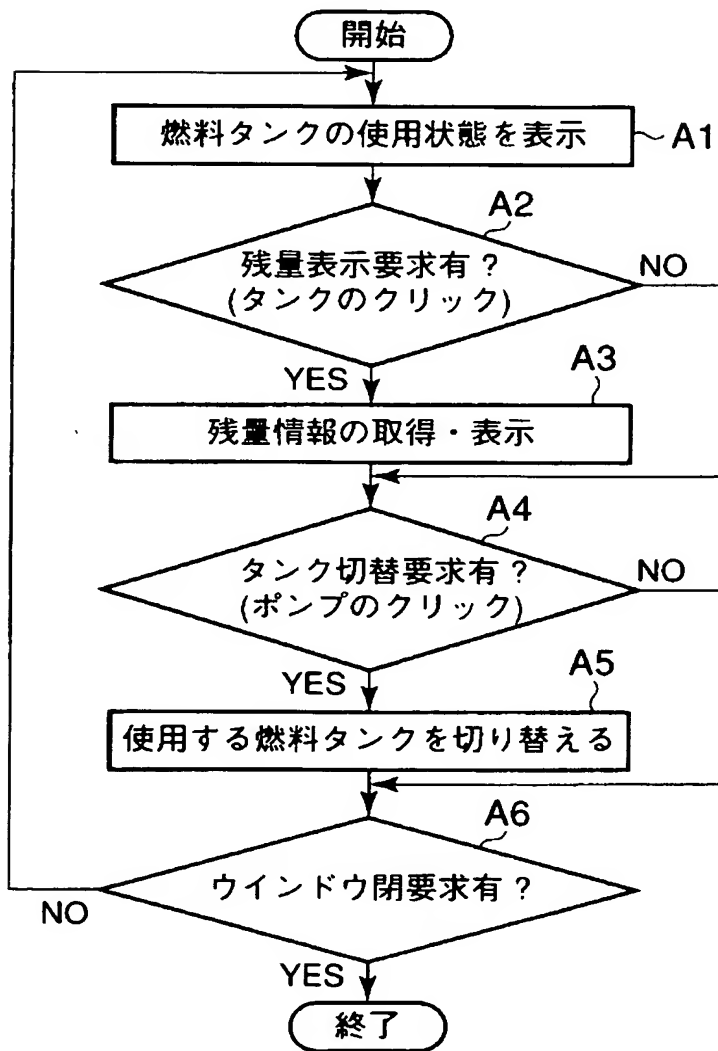 開始
燃料タンクの使用状態を表示
A1
A2
残量表示要求有?
(タンクのクリック)
NO
YES
A3
残量情報の取得・表示
A4
タンク切替要求有?
(ポンプのクリック)
NO
YES
A5
使用する燃料タンクを切り替える
A6
ウインドウ閉要求有?
NO
YES
終了